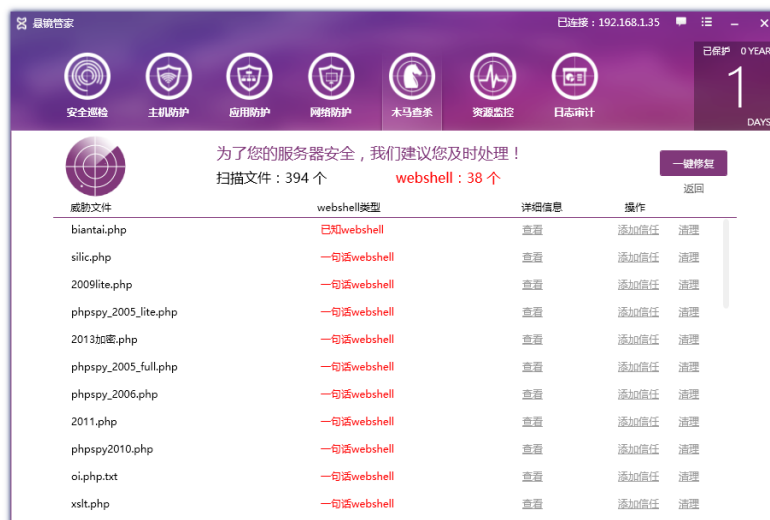 悬镜管家 已连接：192.168.1.35
已保护 0 YEAR
1
DAYS
安全巡检 主机防护 应用防护 网络防护 木马查杀 资源监控 日志审计
为了您的服务器安全，我们建议您及时处理！
扫描文件：394 个 webshell：38 个
一键修复
返回
威胁文件 webshell类型 详细信息 操作
biantai.php 已知webshell 查看 添加信任 清理
silic.php 一句话webshell 查看 添加信任 清理
2009lite.php 一句话webshell 查看 添加信任 清理
phpspy_2005_lite.php 一句话webshell 查看 添加信任 清理
2013加密.php 一句话webshell 查看 添加信任 清理
phpspy_2005_full.php 一句话webshell 查看 添加信任 清理
phpspy_2006.php 一句话webshell 查看 添加信任 清理
2011.php 一句话webshell 查看 添加信任 清理
phpspy2010.php 一句话webshell 查看 添加信任 清理
oi.php.txt 一句话webshell 查看 添加信任 清理
xslt.php 一句话webshell 查看 添加信任 清理